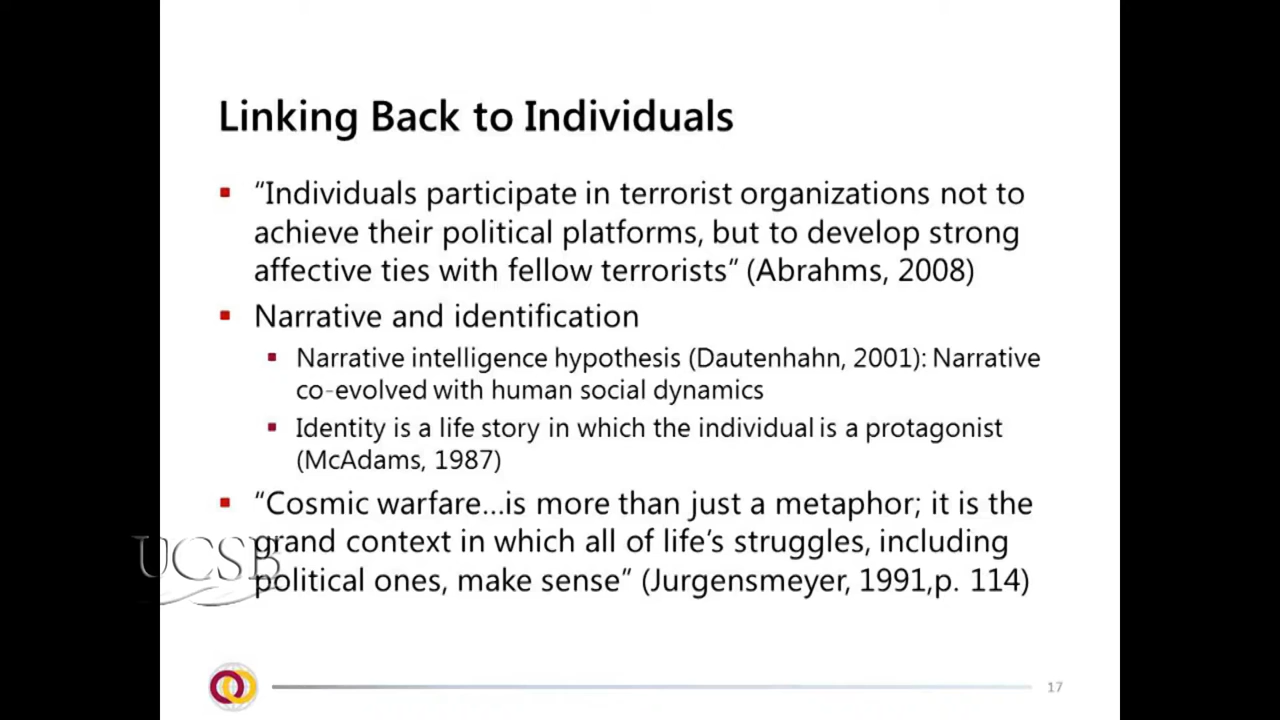 Linking Back to Individuals
▪ “Individuals participate in terrorist organizations not to
achieve their political platforms, but to develop strong
affective ties with fellow terrorists” (Abrahms, 2008)
▪ Narrative and identification
▪ Narrative intelligence hypothesis (Dautenhahn, 2001): Narrative
co-evolved with human social dynamics
▪ Identity is a life story in which the individual is a protagonist
(McAdams, 1987)
▪ “Cosmic warfare…is more than just a metaphor; it is the
grand context in which all of life’s struggles, including
political ones, make sense” (Jurgensmeyer, 1991,p. 114)
UCSB
17